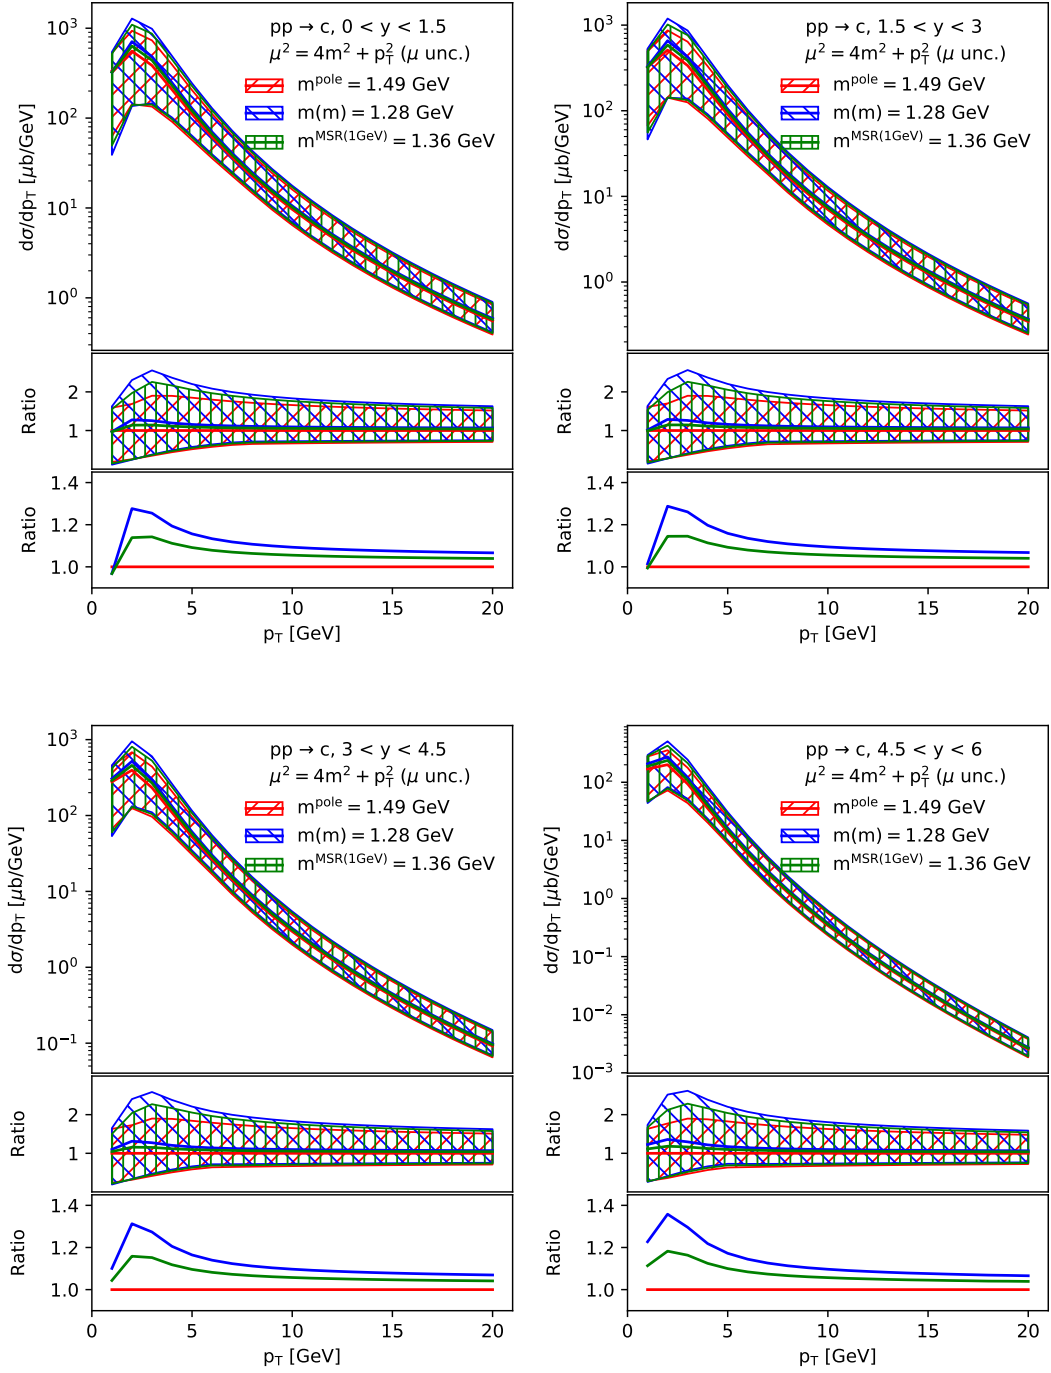 pp → c, 0 < y < 1.5
μ² = 4m² + p_T² (μ unc.)
m^pole = 1.49 GeV
m(m) = 1.28 GeV
m^MSR(1GeV) = 1.36 GeV
dσ/dp_T [μb/GeV]
10³
10²
10¹
10⁰
Ratio
2
1
Ratio
1.4
1.2
1.0
0 5 10 15 20
p_T [GeV]
pp → c, 1.5 < y < 3
μ² = 4m² + p_T² (μ unc.)
m^pole = 1.49 GeV
m(m) = 1.28 GeV
m^MSR(1GeV) = 1.36 GeV
dσ/dp_T [μb/GeV]
10³
10²
10¹
10⁰
Ratio
2
1
Ratio
1.4
1.2
1.0
0 5 10 15 20
p_T [GeV]
pp → c, 3 < y < 4.5
μ² = 4m² + p_T² (μ unc.)
m^pole = 1.49 GeV
m(m) = 1.28 GeV
m^MSR(1GeV) = 1.36 GeV
dσ/dp_T [μb/GeV]
10³
10²
10¹
10⁰
10⁻¹
Ratio
2
1
Ratio
1.4
1.2
1.0
0 5 10 15 20
p_T [GeV]
pp → c, 4.5 < y < 6
μ² = 4m² + p_T² (μ unc.)
m^pole = 1.49 GeV
m(m) = 1.28 GeV
m^MSR(1GeV) = 1.36 GeV
dσ/dp_T [μb/GeV]
10²
10¹
10⁰
10⁻¹
10⁻²
10⁻³
Ratio
2
1
Ratio
1.4
1.2
1.0
0 5 10 15 20
p_T [GeV]